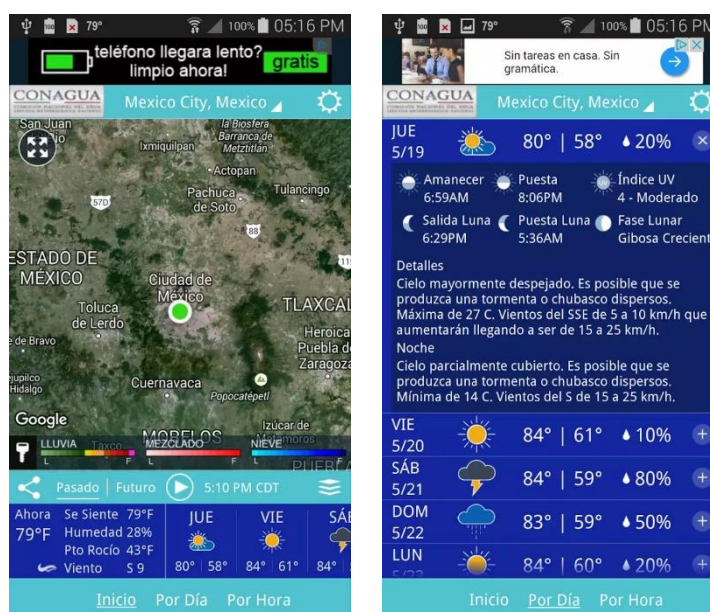 79° 100% 05:16 PM
teléfono llegara lento?
limpio ahora! gratis
CONAGUA Mexico City, Mexico
San Juan
la Biosfera
Barranca de
Metztitlán
Ixmiquilpan
Actopan
Pachuca
de Soto
Tulancingo
57D
88
ESTADO DE
MÉXICO
Ciudad de
México
Toluca
de Lerdo
TLAXCAL
Heroica
Puebla de
Zaragoza
e de Bravo
Cuernavaca
Popocatépetl
ejupilco
Hidalgo
Google
Izúcar de
Matamoros
MORELOS
Taxco
LLUVIA MEZCLADO NIEVE
L F L F L F
Pasado | Futuro 5:10 PM CDT
Ahora
79°F
Se Siente 79°F
Humedad 28%
Pto Rocío 43°F
Viento S 9
JUE VIE SÁB
80° 58° 84° 61° 84°
Inicio Por Día Por Hora
79° 100% 05:16 PM
Sin tareas en casa. Sin
gramática.
CONAGUA Mexico City, Mexico
JUE
5/19 80° | 58° 20%
Amanecer
6:59AM
Puesta
8:06PM
Índice UV
4 - Moderado
Salida Luna
6:29PM
Puesta Luna
5:36AM
Fase Lunar
Gibosa Crecient
Detalles
Cielo mayormente despejado. Es posible que se
produzca una tormenta o chubasco dispersos.
Máxima de 27 C. Vientos del SSE de 5 a 10 km/h que
aumentarán llegando a ser de 15 a 25 km/h.
Noche
Cielo parcialmente cubierto. Es posible que se
produzca una tormenta o chubasco dispersos.
Mínima de 14 C. Vientos del S de 15 a 25 km/h.
VIE
5/20 84° | 61° 10%
SÁB
5/21 84° | 59° 80%
DOM
5/22 83° | 59° 50%
LUN
5/23 84° | 60° 20%
Inicio Por Día Por Hora